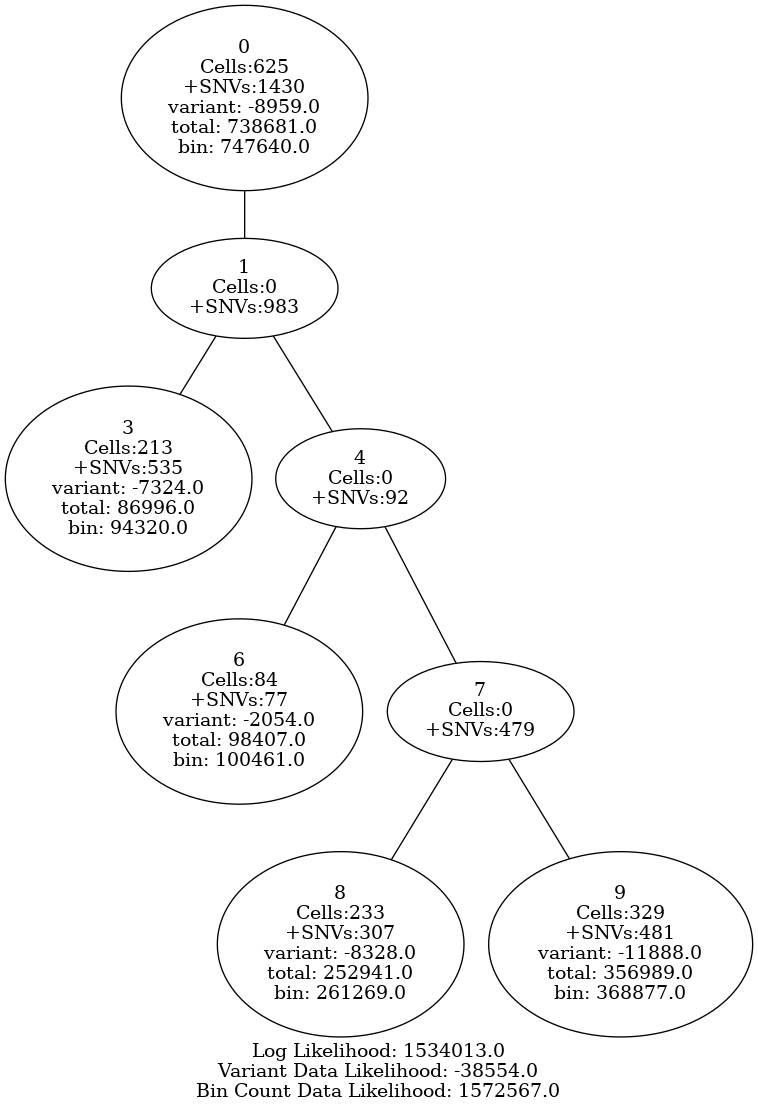 0
Cells:625
+SNVs:1430
variant: -8959.0
total: 738681.0
bin: 747640.0
1
Cells:0
+SNVs:983
3
Cells:213
+SNVs:535
variant: -7324.0
total: 86996.0
bin: 94320.0
4
Cells:0
+SNVs:92
6
Cells:84
+SNVs:77
variant: -2054.0
total: 98407.0
bin: 100461.0
7
Cells:0
+SNVs:479
8
Cells:233
+SNVs:307
variant: -8328.0
total: 252941.0
bin: 261269.0
9
Cells:329
+SNVs:481
variant: -11888.0
total: 356989.0
bin: 368877.0
Log Likelihood: 1534013.0
Variant Data Likelihood: -38554.0
Bin Count Data Likelihood: 1572567.0